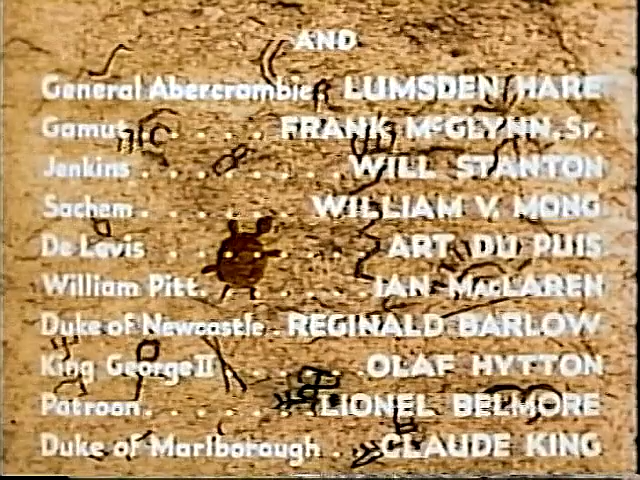 AND
General Abercrombie LUMSDEN HARE
Gamut . . . . . FRANK McGLYNN, Sr.
Jenkins . . . . . . . . WILL STANTON
Sachem . . . . . . WILLIAM V. MONG
De Levis . . . . . . . . ART DU PUIS
William Pitt . . . . . . IAN MacLAREN
Duke of Newcastle . REGINALD BARLOW
King George II . . . . . . OLAF HYTTON
Patroon . . . . . . . LIONEL BELMORE
Duke of Marlborough . . CLAUDE KING